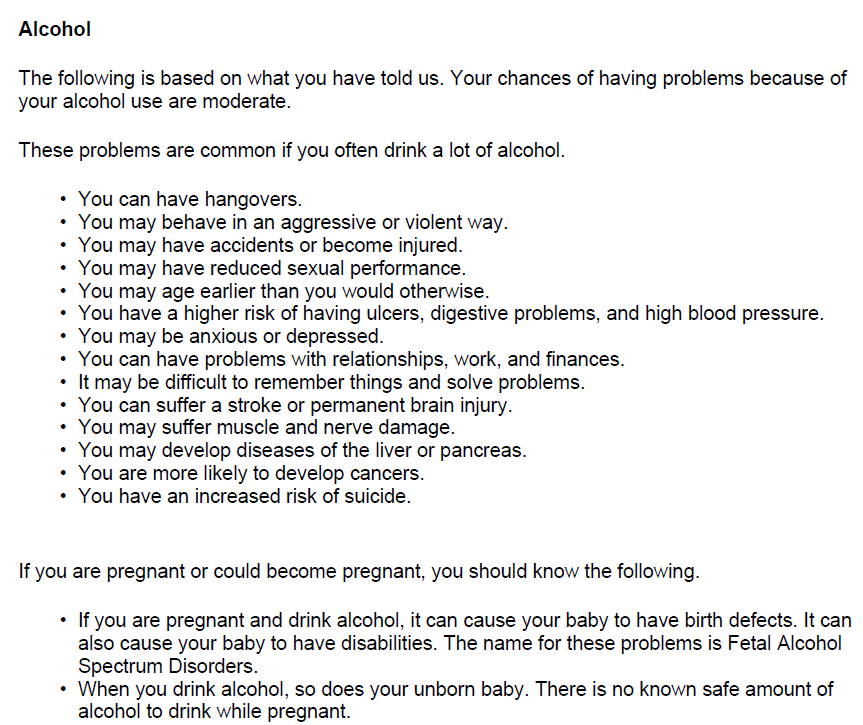 Alcohol
The following is based on what you have told us. Your chances of having problems because of
your alcohol use are moderate.
These problems are common if you often drink a lot of alcohol.
• You can have hangovers.
• You may behave in an aggressive or violent way.
• You may have accidents or become injured.
• You may have reduced sexual performance.
• You may age earlier than you would otherwise.
• You have a higher risk of having ulcers, digestive problems, and high blood pressure.
• You may be anxious or depressed.
• You can have problems with relationships, work, and finances.
• It may be difficult to remember things and solve problems.
• You can suffer a stroke or permanent brain injury.
• You may suffer muscle and nerve damage.
• You may develop diseases of the liver or pancreas.
• You are more likely to develop cancers.
• You have an increased risk of suicide.
If you are pregnant or could become pregnant, you should know the following.
• If you are pregnant and drink alcohol, it can cause your baby to have birth defects. It can
also cause your baby to have disabilities. The name for these problems is Fetal Alcohol
Spectrum Disorders.
• When you drink alcohol, so does your unborn baby. There is no known safe amount of
alcohol to drink while pregnant.